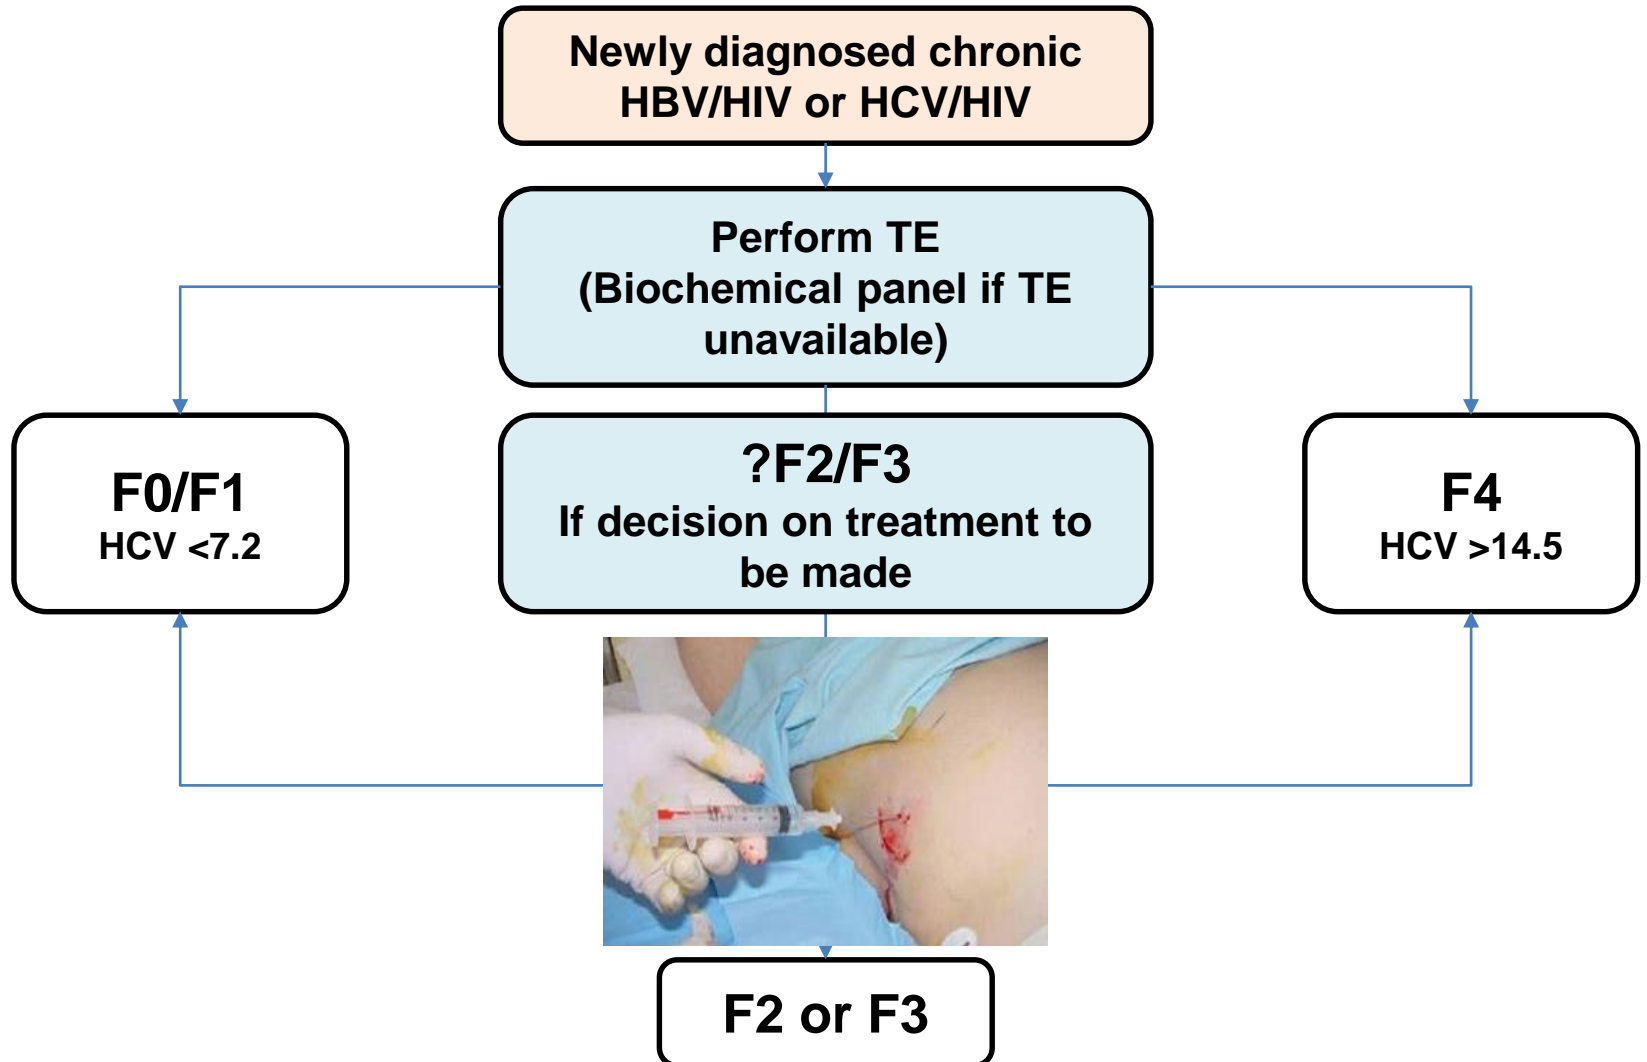 Newly diagnosed chronic
HBV/HIV or HCV/HIV
Perform TE
(Biochemical panel if TE
unavailable)
F0/F1
HCV <7.2
?F2/F3
If decision on treatment to
be made
F4
HCV >14.5
F2 or F3